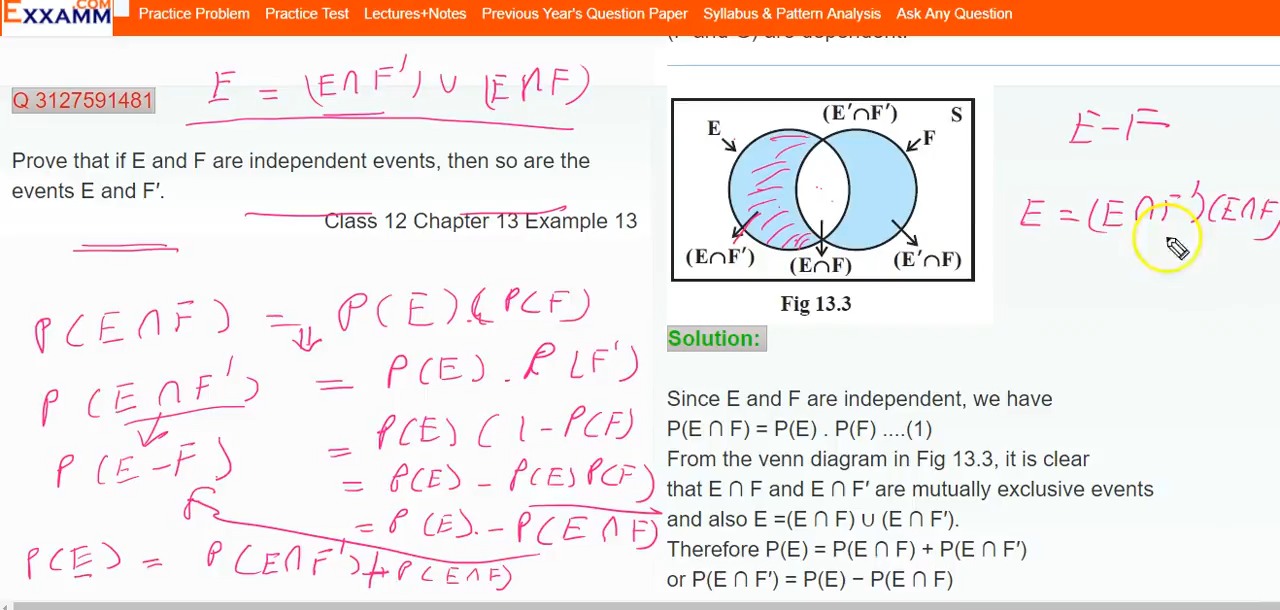 EXXAMM
.COM
Practice Problem Practice Test Lectures+Notes Previous Year's Question Paper Syllabus & Pattern Analysis Ask Any Question
E = (E∩F′) ∪ (E∩F)
Q 3127591481
Prove that if E and F are independent events, then so are the
events E and F′.
Class 12 Chapter 13 Example 13
P(E∩F) = P(E).(P(F)
P(E∩F′) = P(E).P(F′)
= P(E) (1-P(F)
P(E-F)
= P(E) - P(E)P(F)
= P(E).- P(E∩F)
P(E) = P(E∩F′)+P(E∩F)
are dependent.
(E′∩F′) S
E
F
(E∩F′) (E∩F) (E′∩F)
Fig 13.3
E-F
E = (E∩F′)(E∩F)
Solution:
Since E and F are independent, we have
P(E ∩ F) = P(E) . P(F) ....(1)
From the venn diagram in Fig 13.3, it is clear
that E ∩ F and E ∩ F′ are mutually exclusive events
and also E =(E ∩ F) ∪ (E ∩ F′).
Therefore P(E) = P(E ∩ F) + P(E ∩ F′)
or P(E ∩ F′) = P(E) − P(E ∩ F)